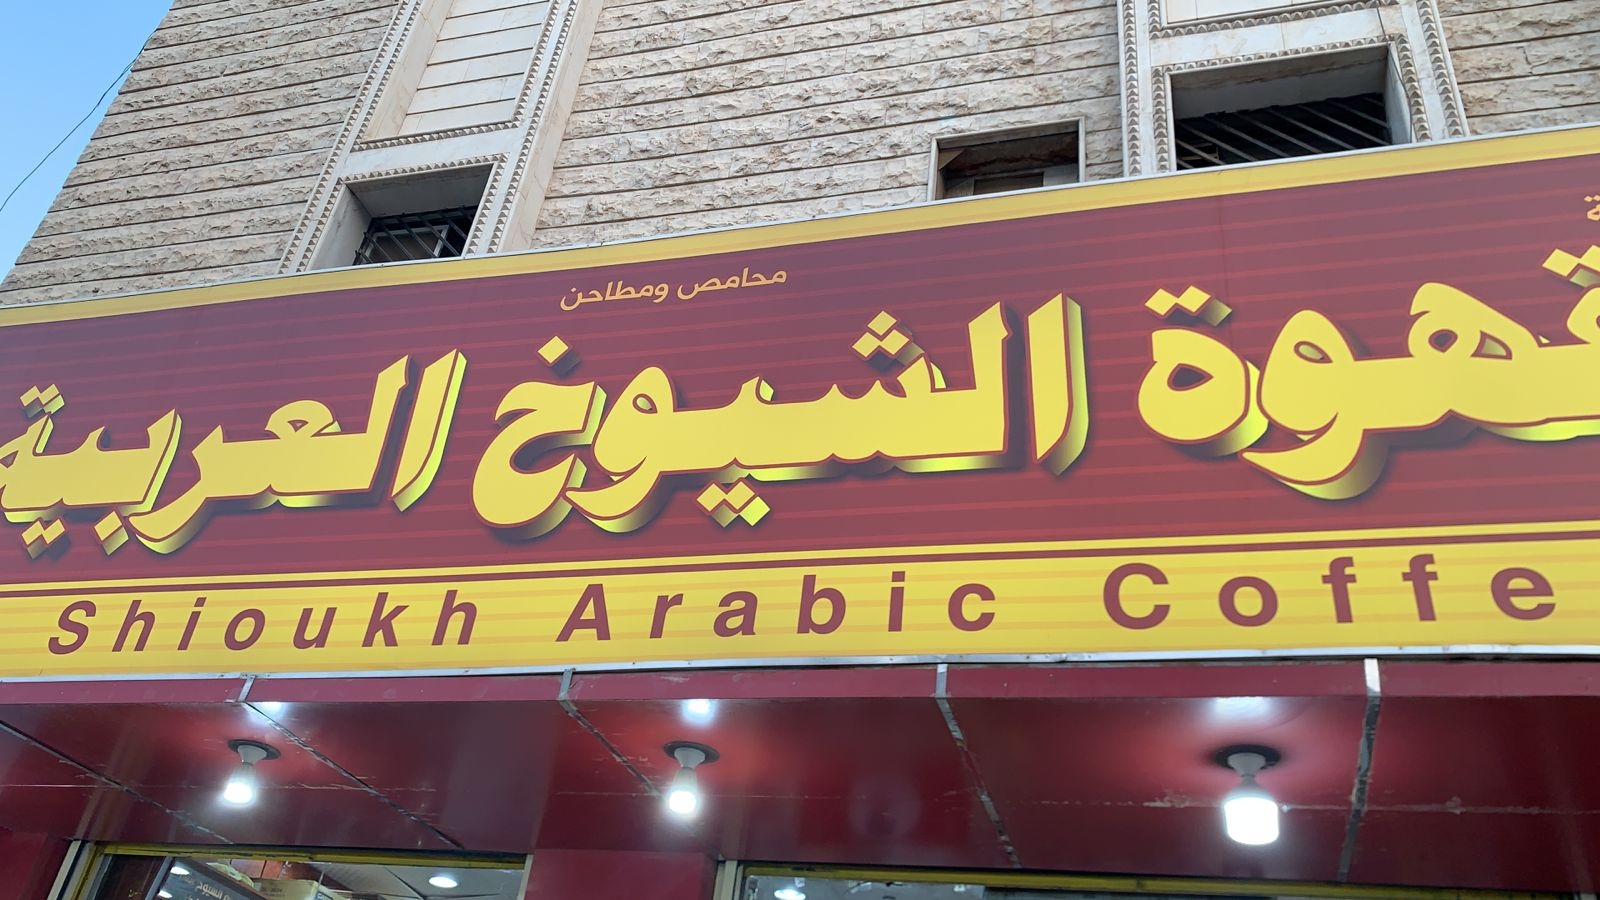 محامص ومطاحن
قهوة الشيوخ العربية
Shioukh Arabic Coffe